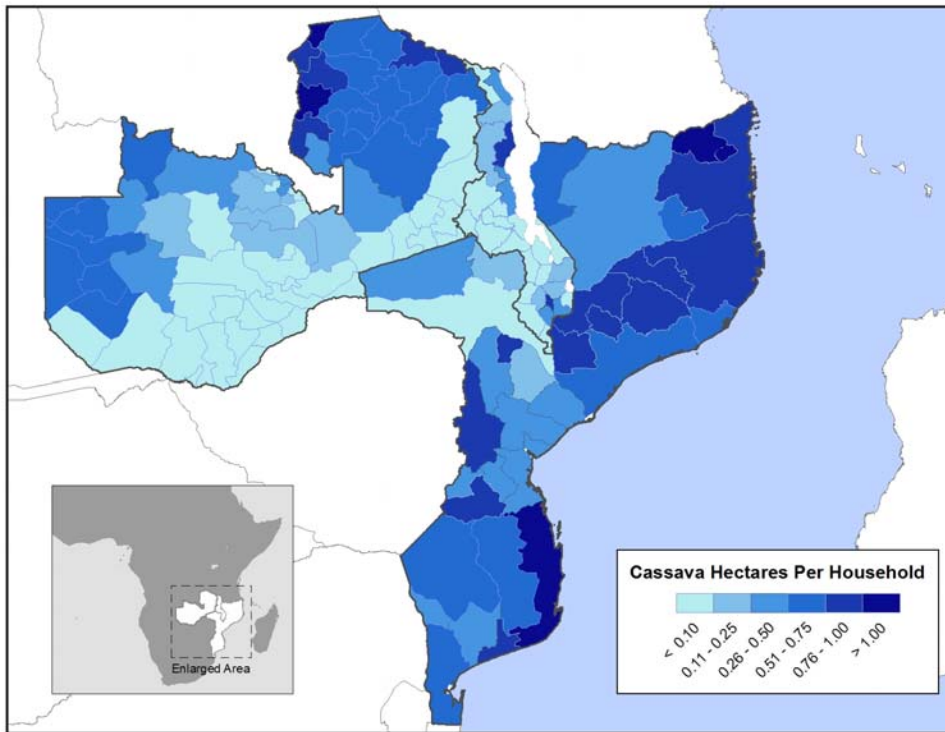 Enlarged Area
Cassava Hectares Per Household
< 0.10
0.11 - 0.25
0.26 - 0.50
0.51 - 0.75
0.76 - 1.00
> 1.00